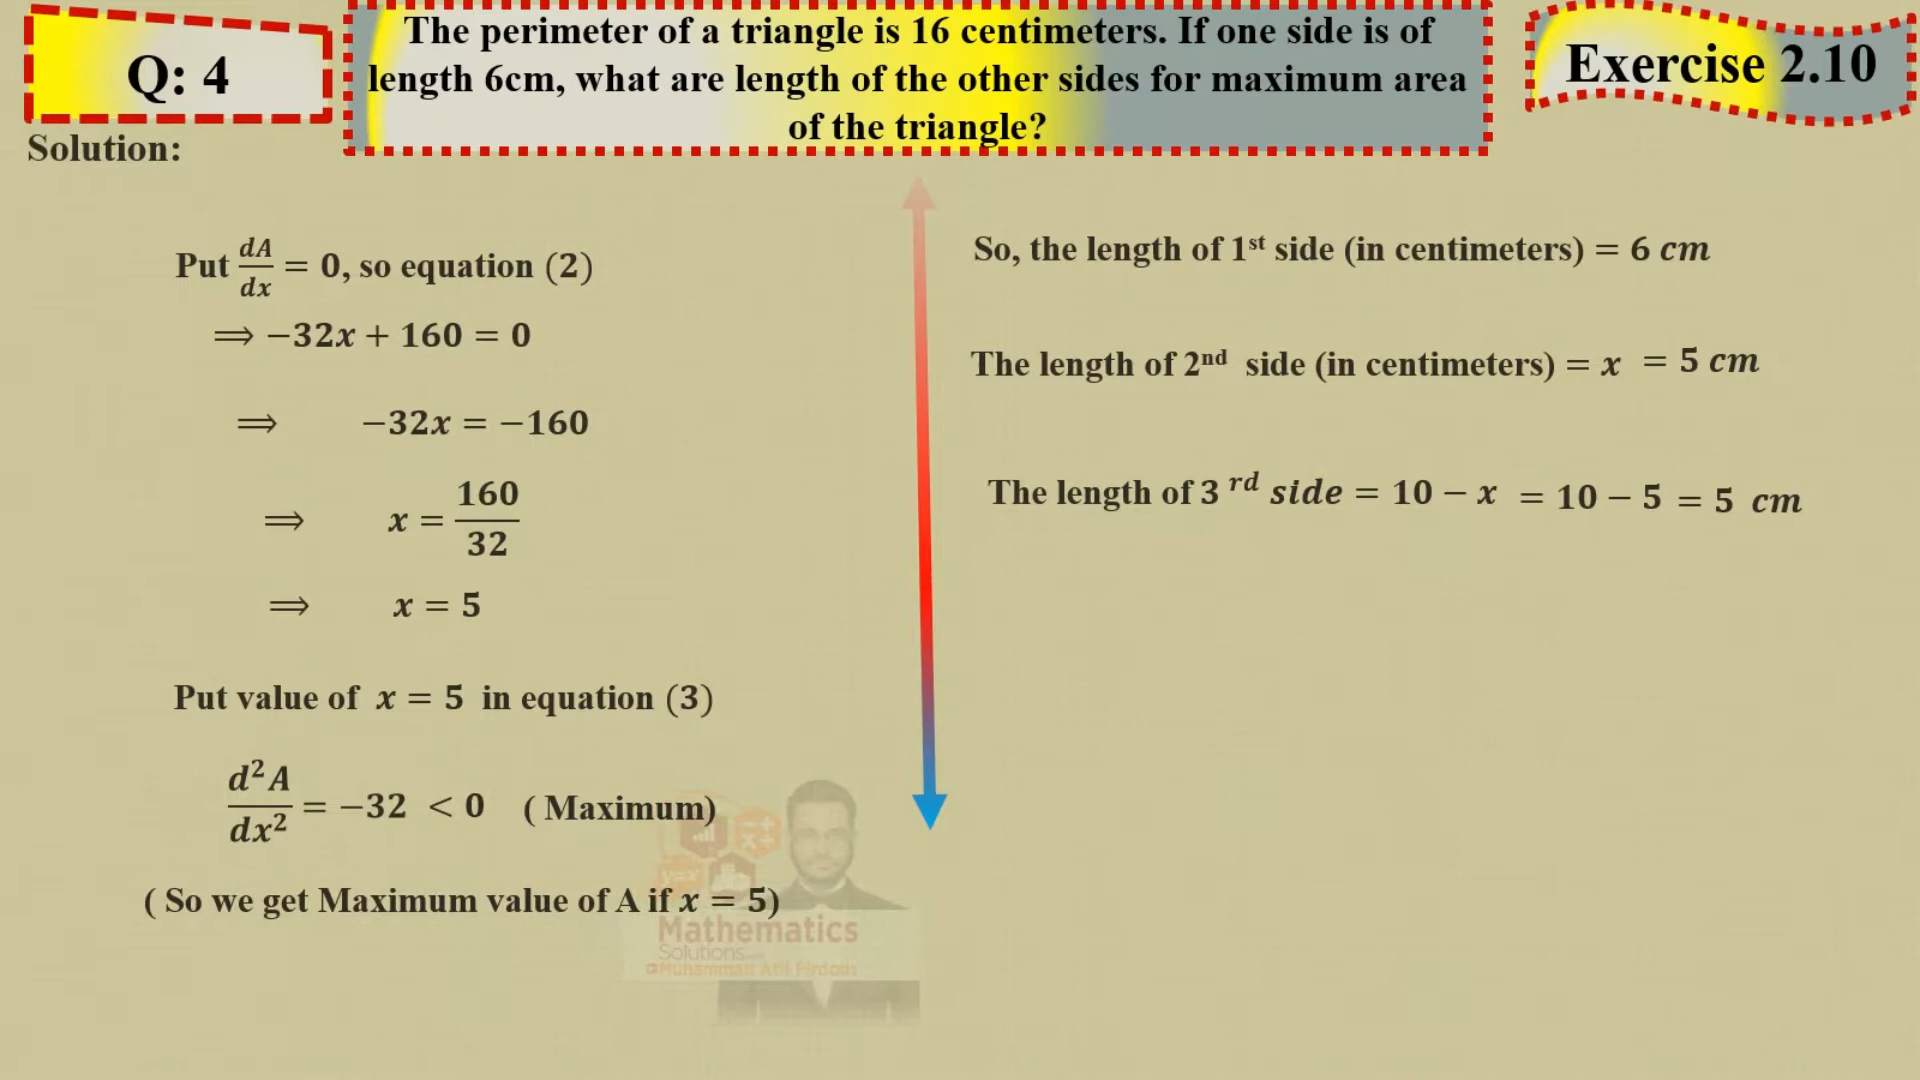 Q: 4
The perimeter of a triangle is 16 centimeters. If one side is of
length 6cm, what are length of the other sides for maximum area
of the triangle?
Exercise 2.10
Solution:
Put dA/dx = 0, so equation (2)
⟹ −32x + 160 = 0
⟹ −32x = −160
⟹ x = 160/32
⟹ x = 5
Put value of x = 5 in equation (3)
d²A/dx² = −32 < 0 ( Maximum)
( So we get Maximum value of A if x = 5)
So, the length of 1st side (in centimeters) = 6 cm
The length of 2nd side (in centimeters) = x = 5 cm
The length of 3 rd side = 10 − x = 10 − 5 = 5 cm
y=x
Mathematics
Solutions
Muhammad Atif Firdous